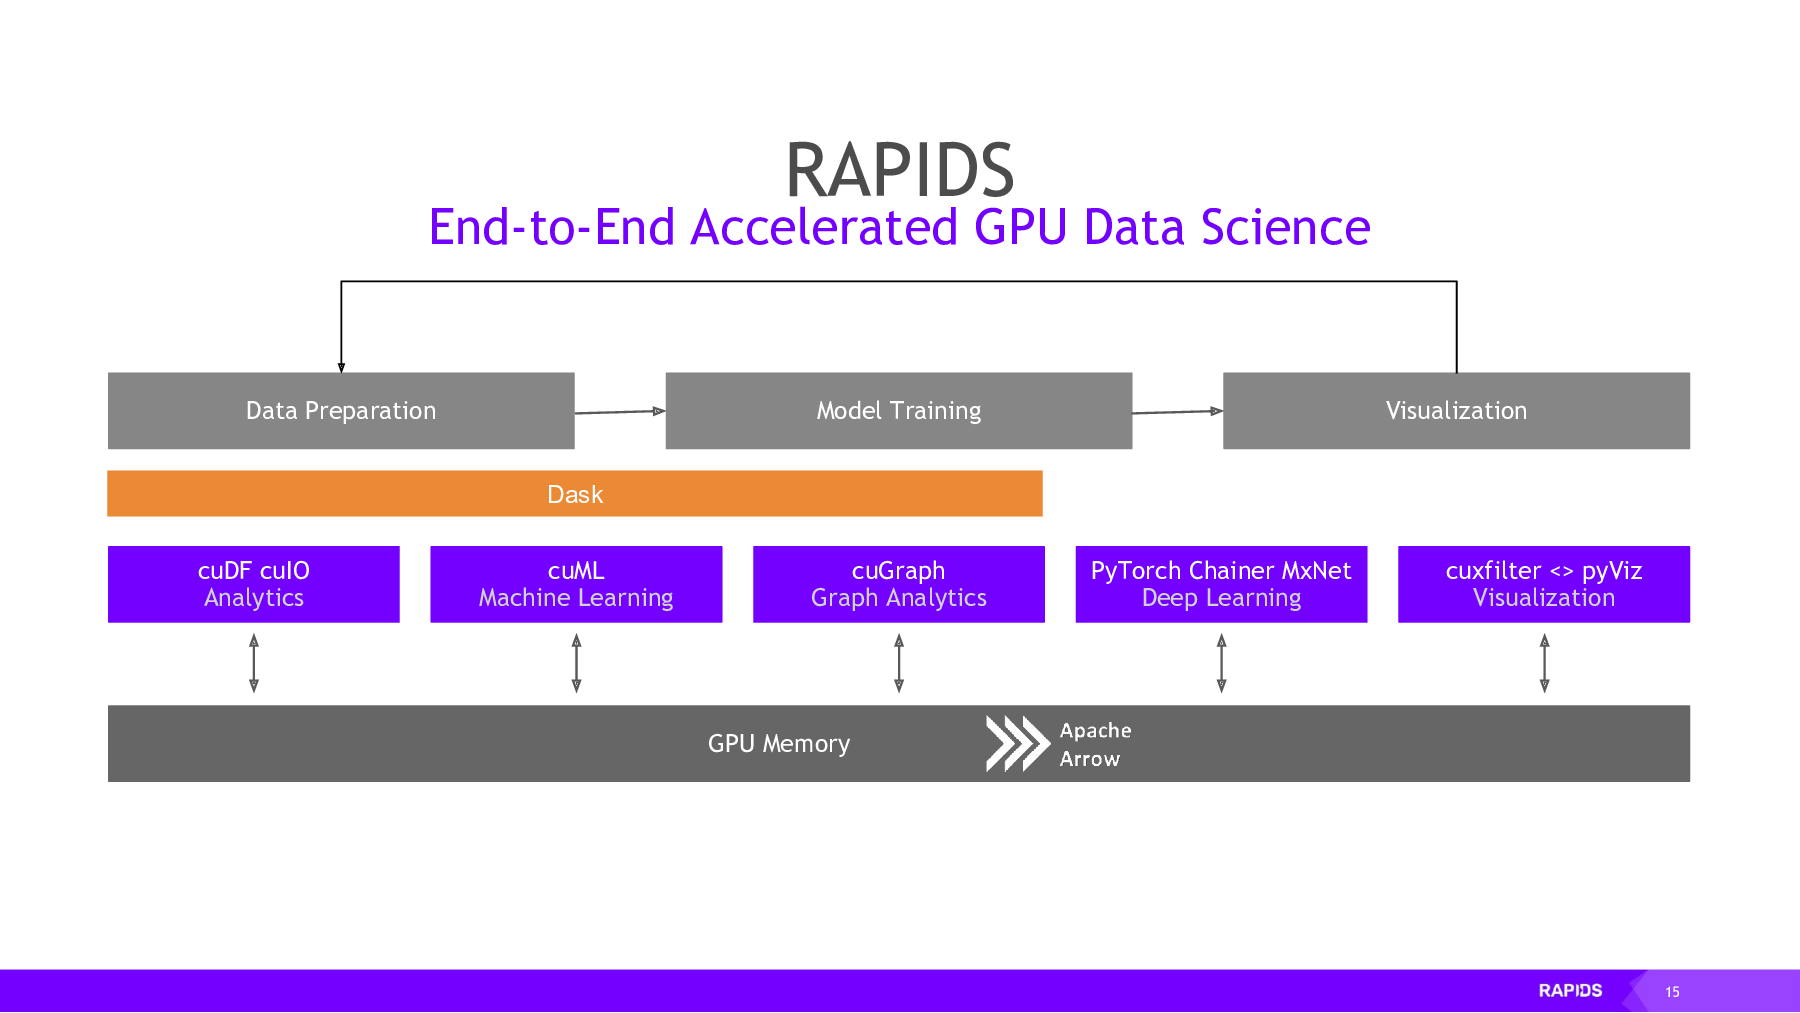 RAPIDS
End-to-End Accelerated GPU Data Science
Data Preparation
Model Training
Visualization
Dask
cuDF cuIO
Analytics
cuML
Machine Learning
cuGraph
Graph Analytics
PyTorch Chainer MxNet
Deep Learning
cuxfilter <> pyViz
Visualization
GPU Memory
Apache
Arrow
RAPIDS
15